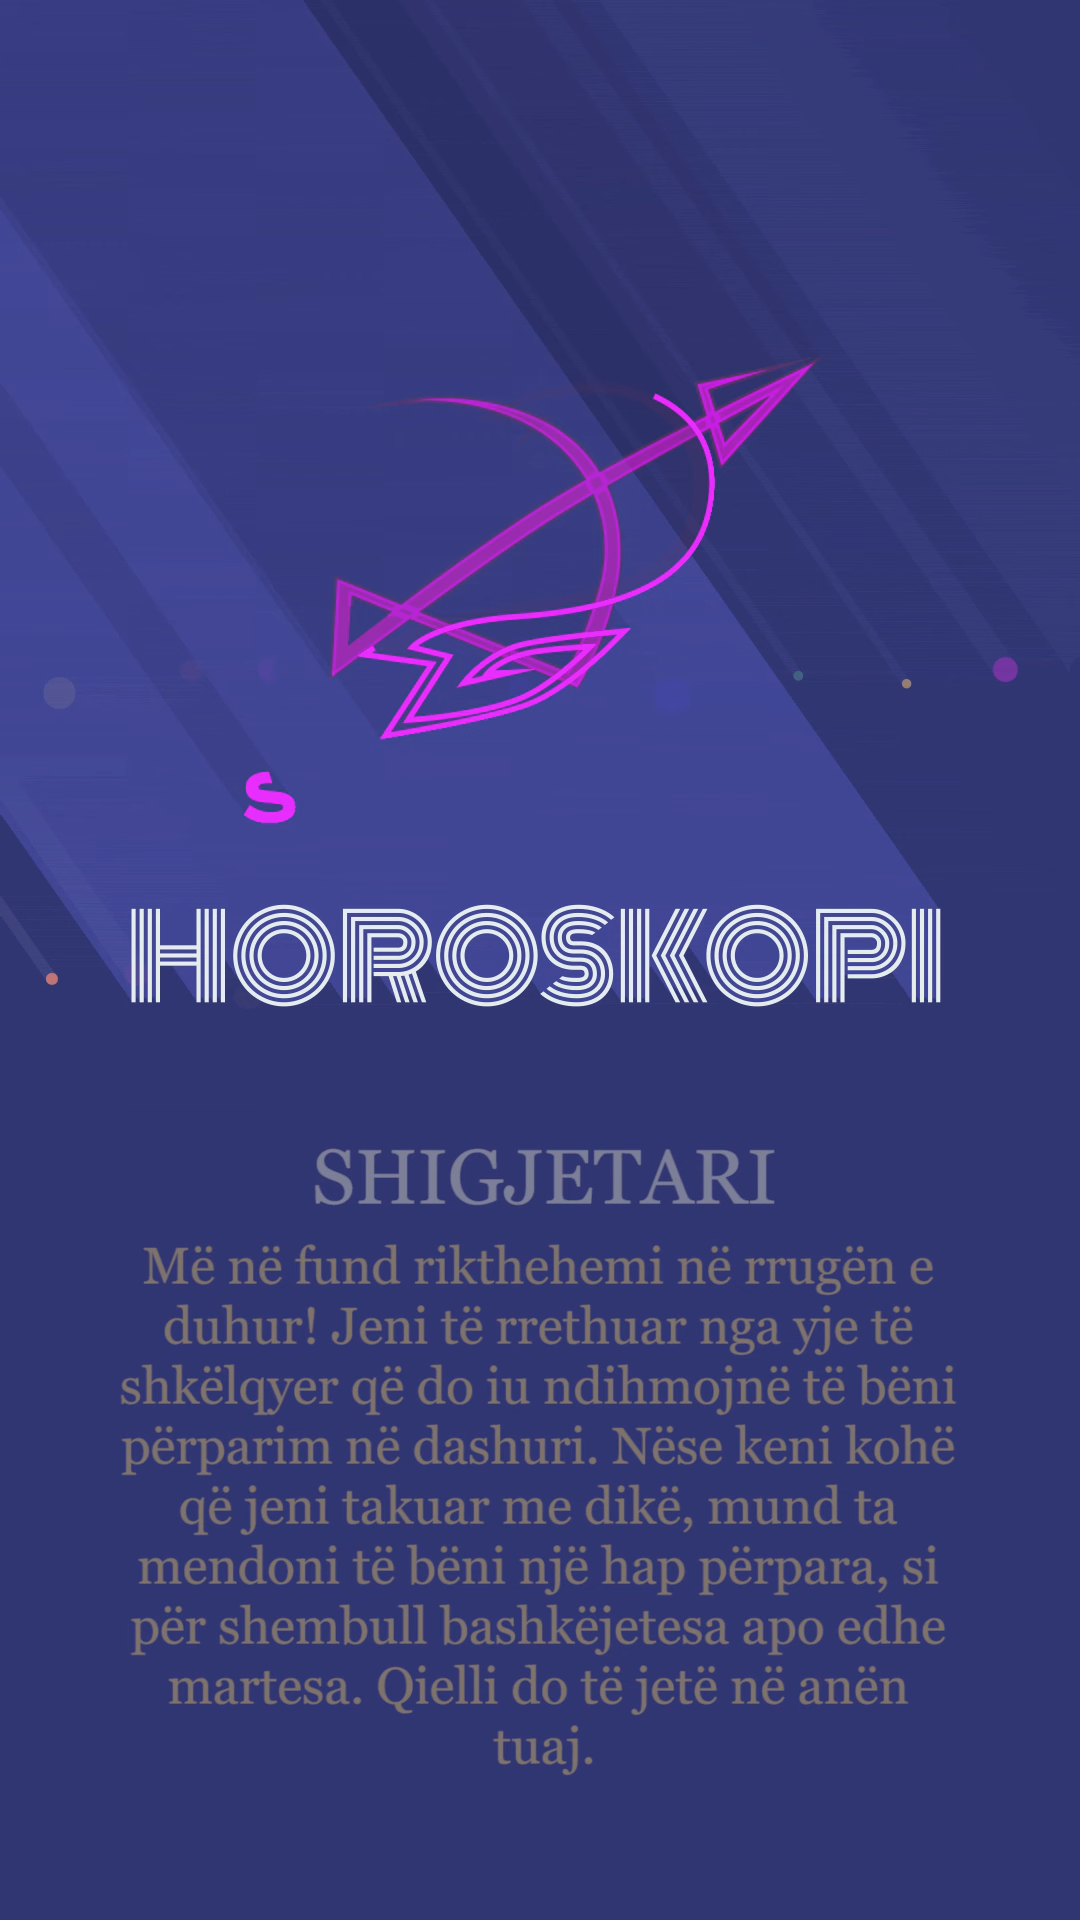 S
HOROSKOPI
SHIGJETARI
Më në fund rikthehemi në rrugën e
duhur! Jeni të rrethuar nga yje të
shkëlqyer që do iu ndihmojnë të bëni
përparim në dashuri. Nëse keni kohë
që jeni takuar me dikë, mund ta
mendoni të bëni një hap përpara, si
për shembull bashkëjetesa apo edhe
martesa. Qielli do të jetë në anën
tuaj.